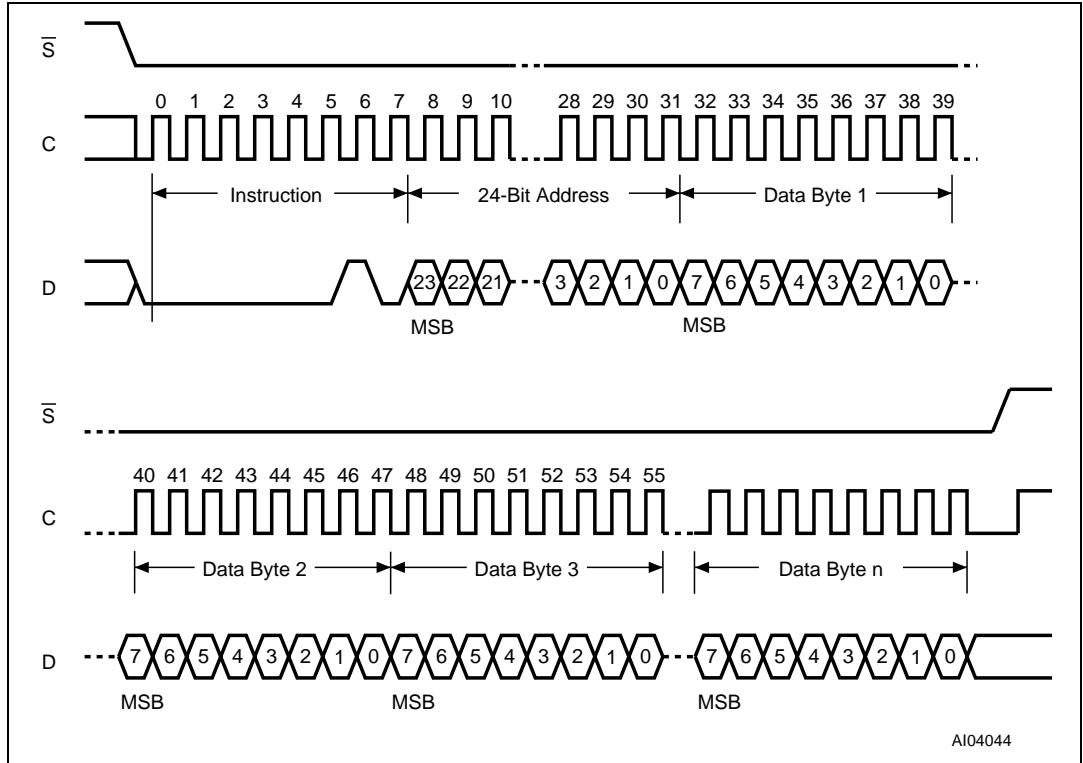 S
0 1 2 3 4 5 6 7 8 9 10 28 29 30 31 32 33 34 35 36 37 38 39
C
Instruction 24-Bit Address Data Byte 1
D 23 22 21 3 2 1 0 7 6 5 4 3 2 1 0
MSB MSB
S
40 41 42 43 44 45 46 47 48 49 50 51 52 53 54 55
C
Data Byte 2 Data Byte 3 Data Byte n
D 7 6 5 4 3 2 1 0 7 6 5 4 3 2 1 0 7 6 5 4 3 2 1 0
MSB MSB MSB
AI04044